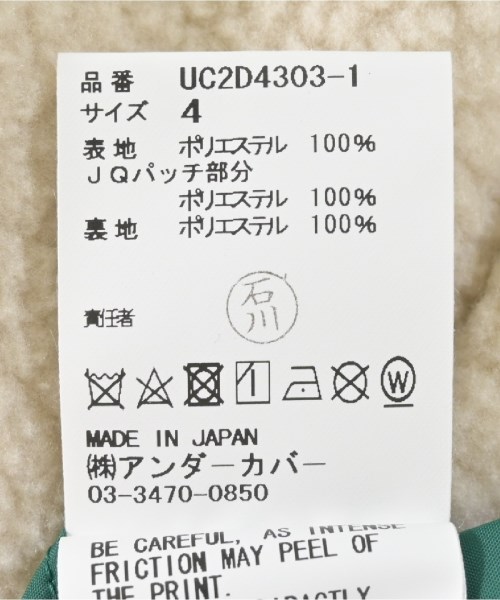 品番 UC2D4303-1
サイズ 4
表地 ポリエステル 100%
JQパッチ部分
ポリエステル 100%
裏地 ポリエステル 100%
責任者 石川
MADE IN JAPAN
㈱アンダーカバー
03-3470-0850
BE CAREFUL, AS INTENSE
FRICTION MAY PEEL OF
THE PRINT.